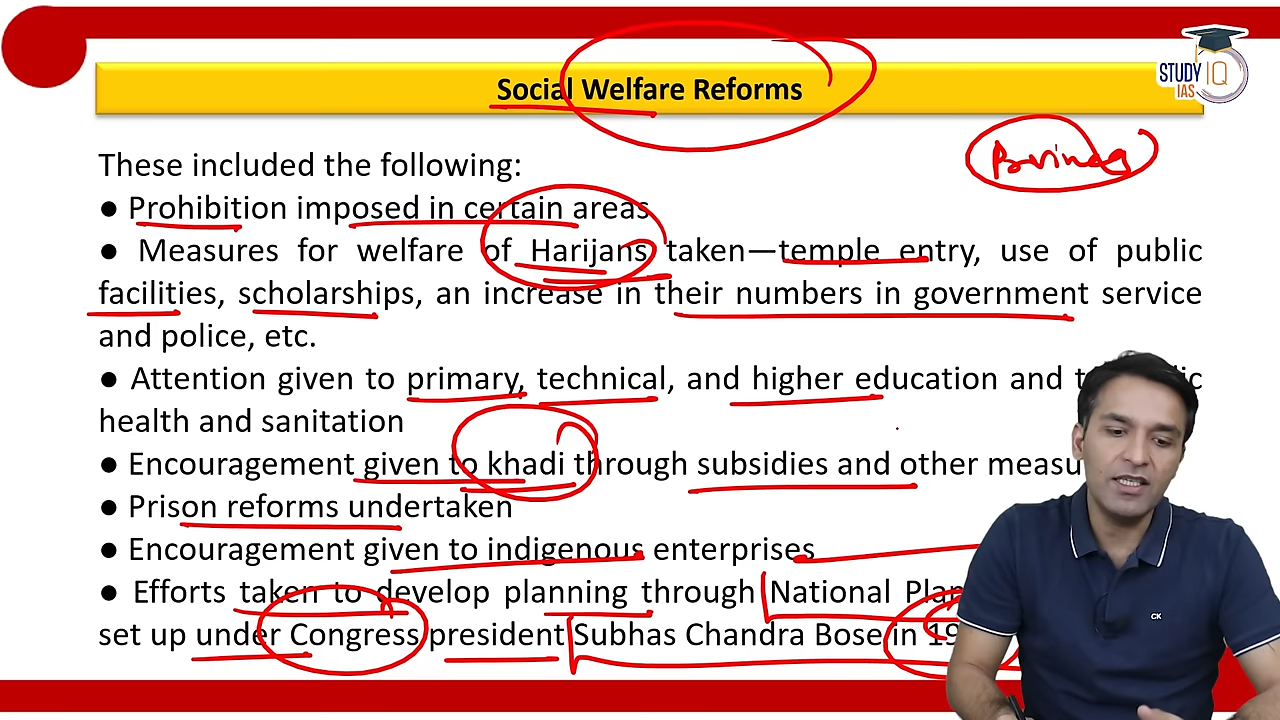 STUDY IQ
IAS
Social Welfare Reforms
These included the following:
● Prohibition imposed in certain areas
● Measures for welfare of Harijans taken—temple entry, use of public
facilities, scholarships, an increase in their numbers in government service
and police, etc.
● Attention given to primary, technical, and higher education and
health and sanitation
● Encouragement given to khadi through subsidies and other
● Prison reforms undertaken
● Encouragement given to indigenous enterprises
● Efforts taken to develop planning through National
set up under Congress president Subhas Chandra Bose in
CK